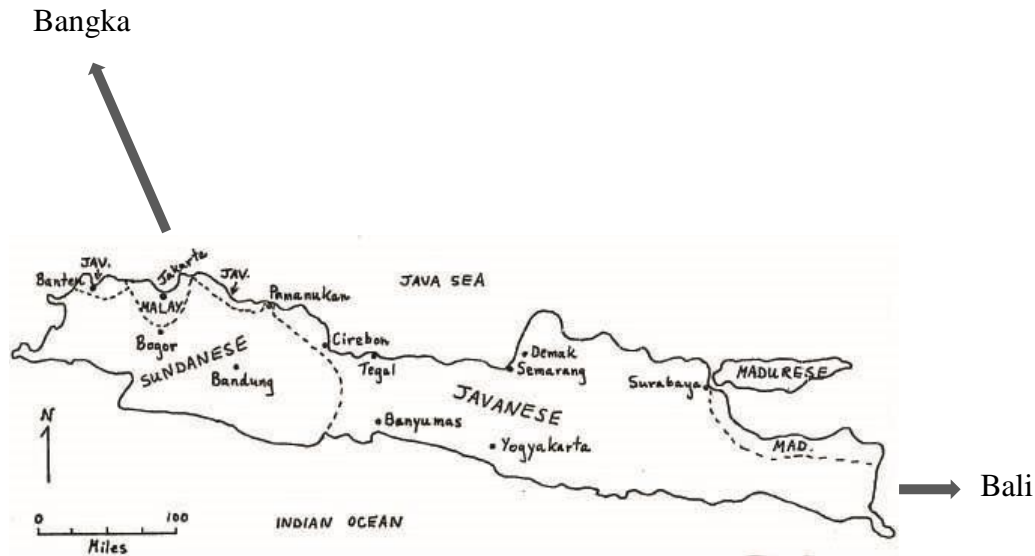 Bangka
JAV.
Jakarta
JAV.
Banten
Pamanukan
JAVA SEA
MALAY
Bogor
Cirebon
Demak
SUNDANESE
Tegal
Semarang
MADURESE
Bandung
Surabaya
JAVANESE
N
Banyumas
Yogyakarta
MAD.
Bali
0 100
Miles
INDIAN OCEAN